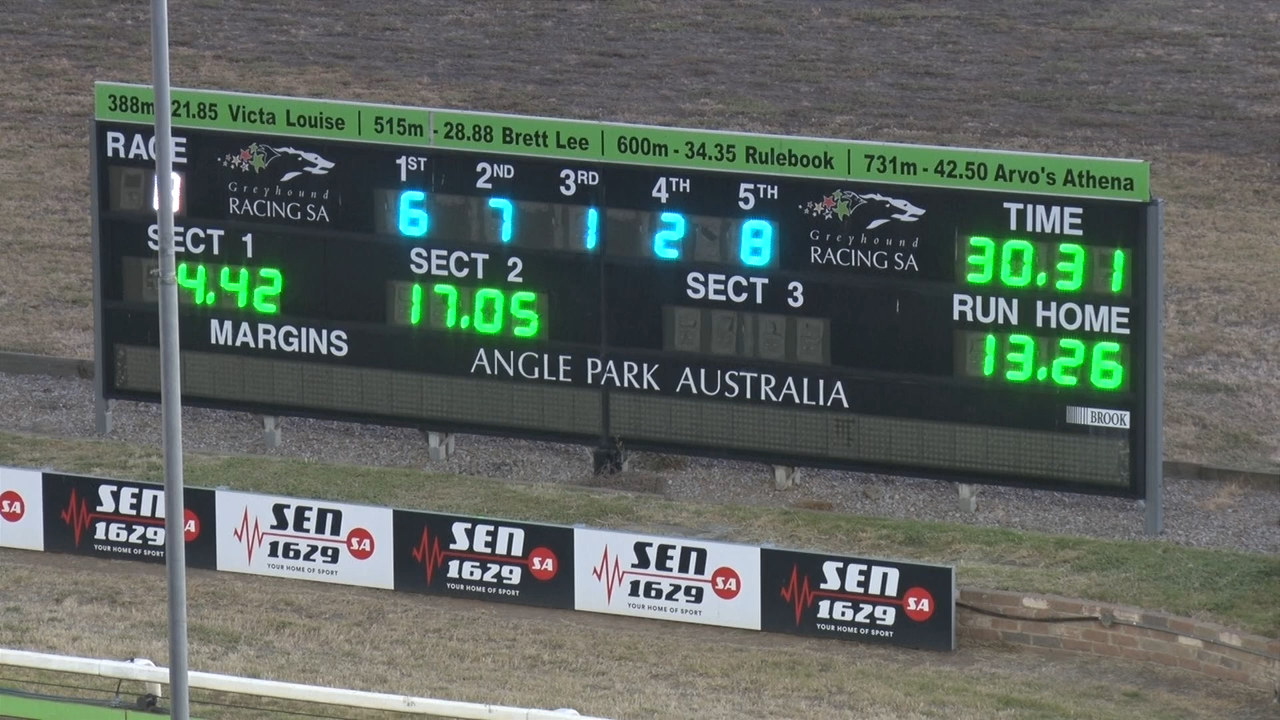 388m 21.85 Victa Louise | 515m - 28.88 Brett Lee | 600m - 34.35 Rulebook | 731m - 42.50 Arvo's Athena
RACE
Greyhound
RACING SA
1ST 2ND 3RD 4TH 5TH
6 7 1 2 8
Greyhound
RACING SA
TIME
30.31
SECT 1
4.42
SECT 2
17.05
SECT 3
RUN HOME
13.26
MARGINS
ANGLE PARK AUSTRALIA
BROOK
SA
SEN
1629
SA
YOUR HOME OF SPORT
SEN
1629
SA
YOUR HOME OF SPORT
SEN
1629
SA
YOUR HOME OF SPORT
SEN
1629
SA
YOUR HOME OF SPORT
SEN
1629
SA
YOUR HOME OF SPORT